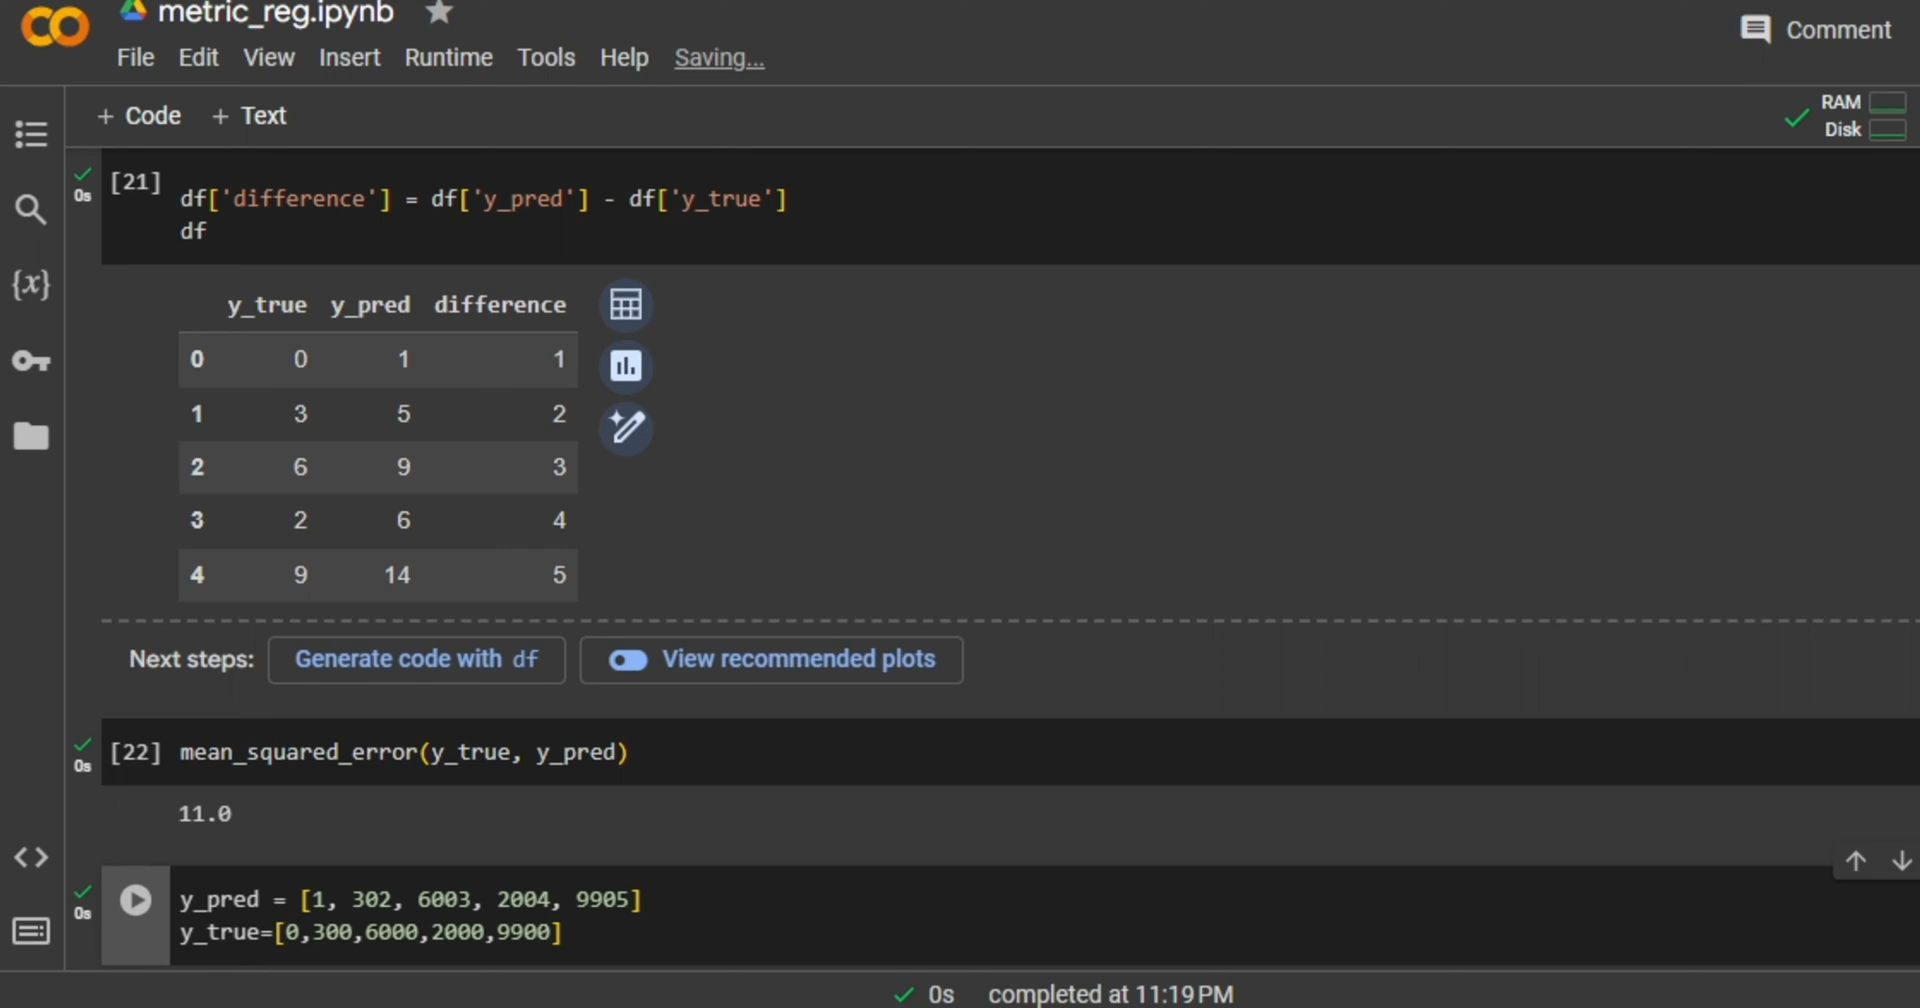 metric_reg.ipynb
File Edit View Insert Runtime Tools Help Saving...
Comment
+ Code + Text
RAM
Disk
0s
[21]
df['difference'] = df['y_pred'] - df['y_true']
df
y_true y_pred difference
0 0 1 1
1 3 5 2
2 6 9 3
3 2 6 4
4 9 14 5
Next steps: Generate code with df View recommended plots
0s
[22] mean_squared_error(y_true, y_pred)
11.0
0s
y_pred = [1, 302, 6003, 2004, 9905]
y_true=[0,300,6000,2000,9900]
0s completed at 11:19 PM